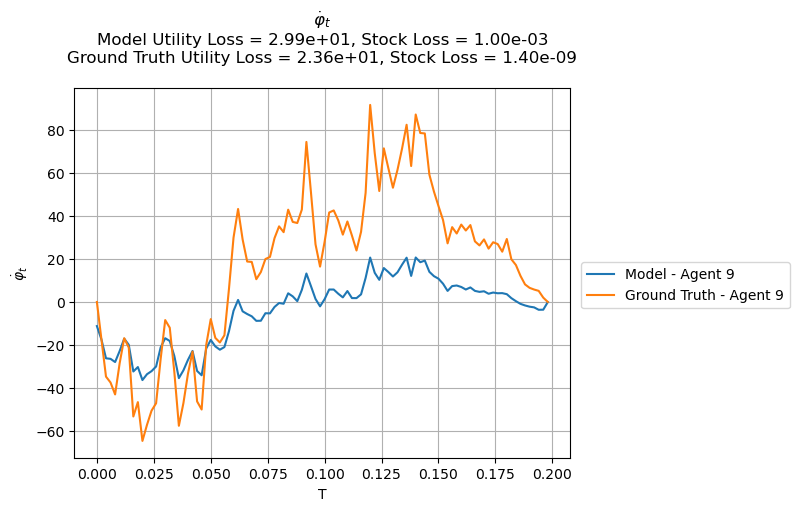 φ̇ₜ
Model Utility Loss = 2.99e+01, Stock Loss = 1.00e-03
Ground Truth Utility Loss = 2.36e+01, Stock Loss = 1.40e-09
80
60
40
20
0
−20
−40
−60
φ̇ₜ
0.000 0.025 0.050 0.075 0.100 0.125 0.150 0.175 0.200
T
Model - Agent 9
Ground Truth - Agent 9